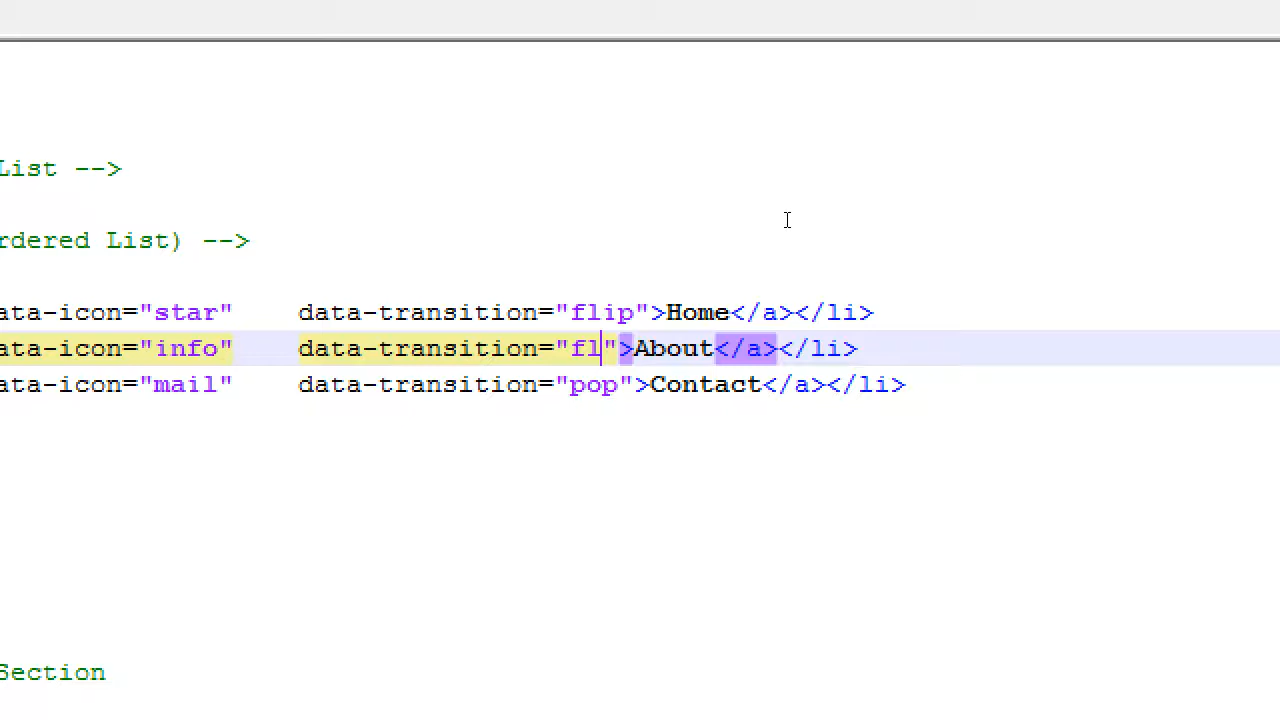 List -->
rdered List) -->
ata-icon="star" data-transition="flip">Home</a></li>
ata-icon="info" data-transition="fl">About</a></li>
ata-icon="mail" data-transition="pop">Contact</a></li>
Section